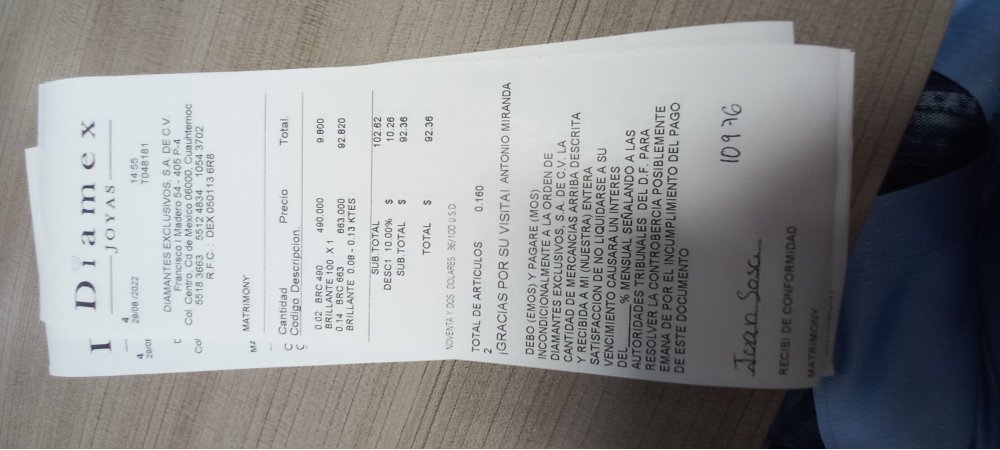 I Diamex
JOYAS
4
29/08 /2022 14.55
T048181
DIAMANTES EXCLUSIVOS, S.A DE C.V.
Francisco I Madero 54 - 405 P-4
Col. Centro, Cd de Mexico 06000, Cuauhtemoc
5518 3663 5512 4834 1054 3702
R.F.C. : DEX 050113 6R8
MATRIMONY
Cantidad Precio Total.
Codigo Descripcion.
0.02 BRC 490 490.000 9.800
BRILLANTE 100 X 1
0.14 BRC 663 663.000 92.820
BRILLANTE 0.08 - 0.13 KTES
SUB.TOTAL 102.62
DESC1 10.00% $ 10.26
SUB.TOTAL $ 92.36
TOTAL $ 92.36
NOVENTA Y DOS DOLARES 36/100 U.S.D.
TOTAL DE ARTICULOS 0.160
2
¡GRACIAS POR SU VISITA! ANTONIO MIRANDA
DEBO (EMOS) Y PAGARE (MOS)
INCONDICIONALMENTE A LA ORDEN DE
DIAMANTES EXCLUSIVOS, S.A DE C.V. LA
CANTIDAD DE MERCANCIAS ARRIBA DESCRITA
Y RECIBIDA A MI (NUESTRA) ENTERA
SATISFACCION DE NO LIQUIDARSE A SU
VENCIMIENTO CAUSARA UN INTERES
DEL______% MENSUAL SEÑALANDO A LAS
AUTORIDADES TRIBUNALES DEL D.F. PARA
RESOLVER LA CONTROBERCIA POSIBLEMENTE
EMANA DE POR EL INCUMPLIMIENTO DEL PAGO
DE ESTE DOCUMENTO
10976
Juan Sosa
RECIBI DE CONFORMIDAD
MATRIMONY